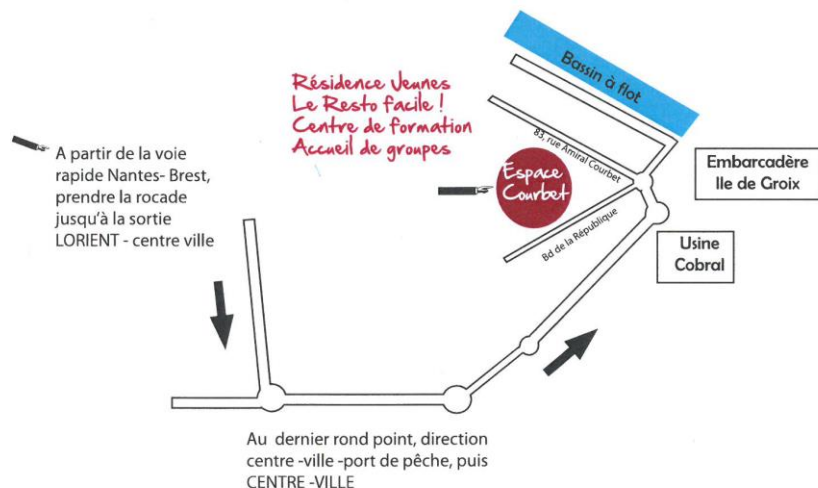 Résidence Jeunes
Le Resto facile !
Centre de formation
Accueil de groupes
Bassin à flot
83, rue Amiral Courbet
Espace
Courbet
Bd de la République
Embarcadère
Ile de Groix
Usine
Cobral
A partir de la voie
rapide Nantes- Brest,
prendre la rocade
jusqu'à la sortie
LORIENT - centre ville
Au dernier rond point, direction
centre -ville -port de pêche, puis
CENTRE -VILLE